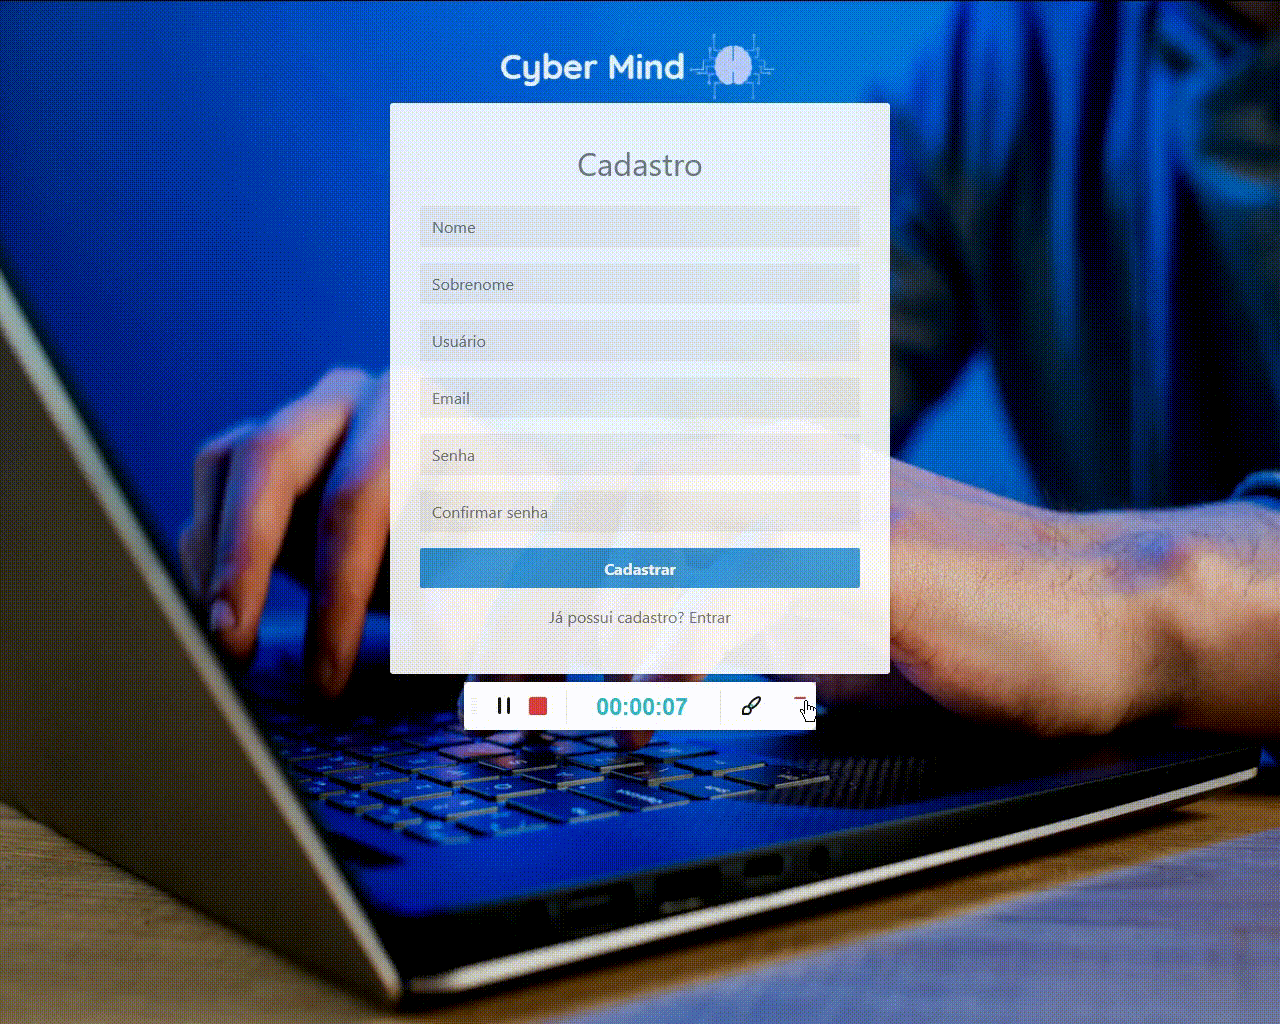 Cyber Mind
Cadastro
Nome
Sobrenome
Usuário
Email
Senha
Confirmar senha
Cadastrar
Já possui cadastro? Entrar
00:00:07